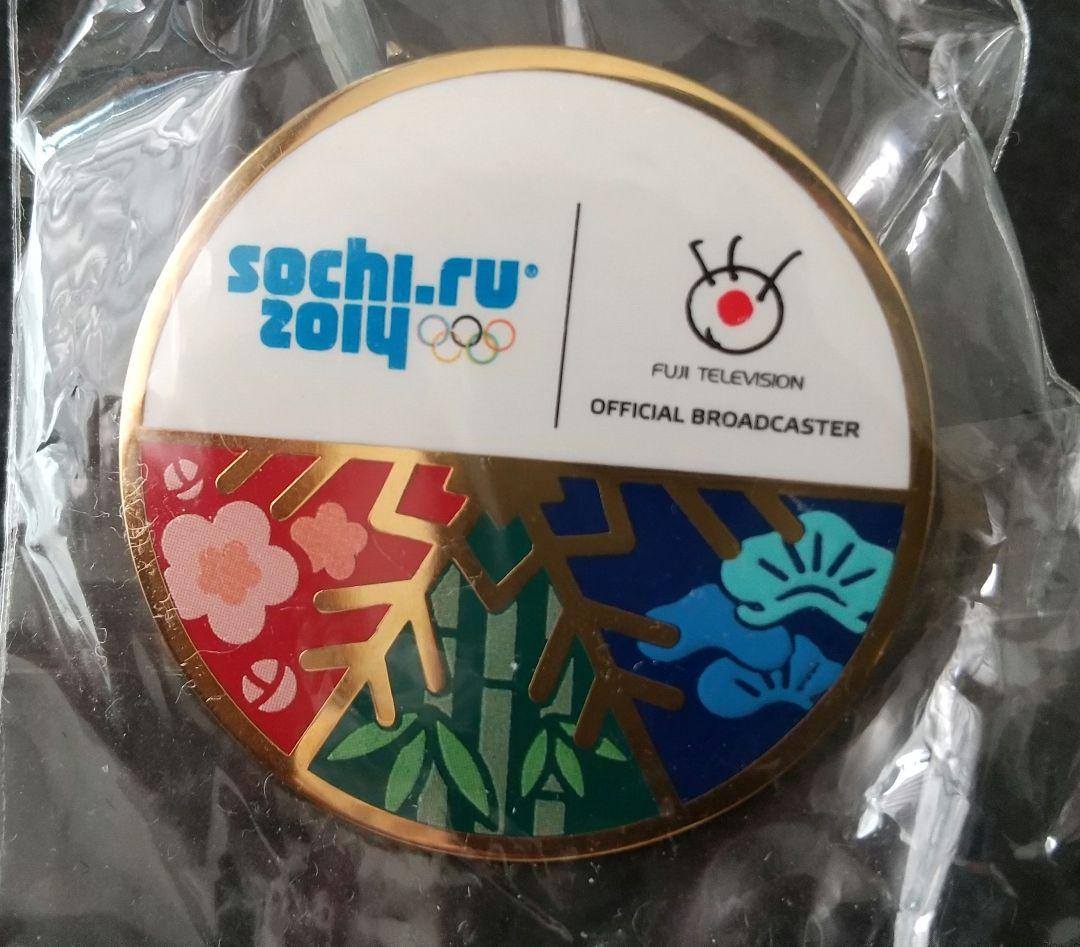 sochi.ru®
2014
FUJI TELEVISION
OFFICIAL BROADCASTER